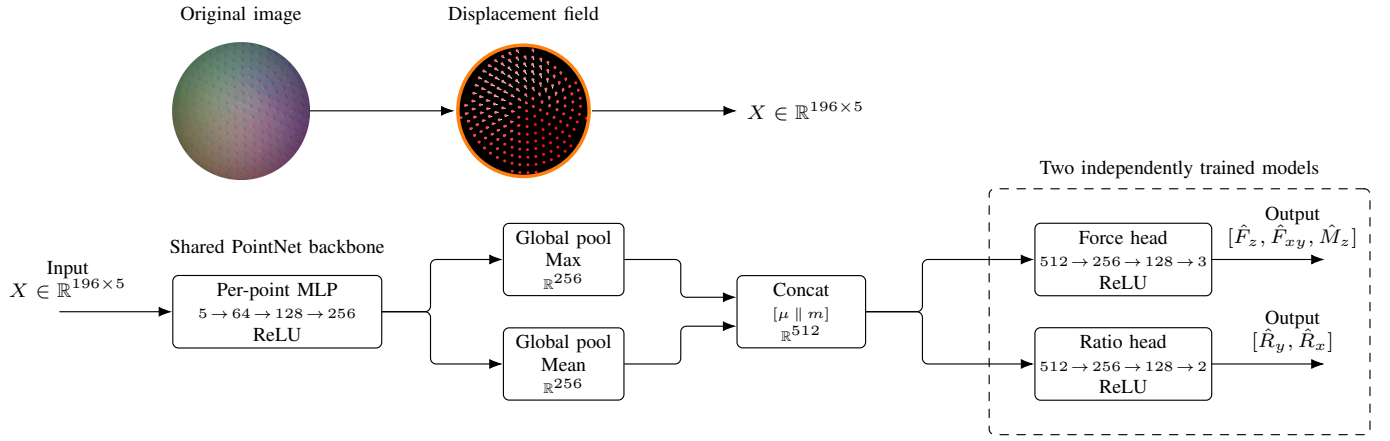 Original image
Displacement field
X ∈ ℝ^{196×5}
Two independently trained models
Shared PointNet backbone
Input
X ∈ ℝ^{196×5}
Per-point MLP
5→64→128→256
ReLU
Global pool
Max
ℝ^{256}
Global pool
Mean
ℝ^{256}
Concat
[μ ∥ m]
ℝ^{512}
Force head
512→256→128→3
ReLU
Output
[F̂_z, F̂_{xy}, M̂_z]
Ratio head
512→256→128→2
ReLU
Output
[R̂_y, R̂_x]